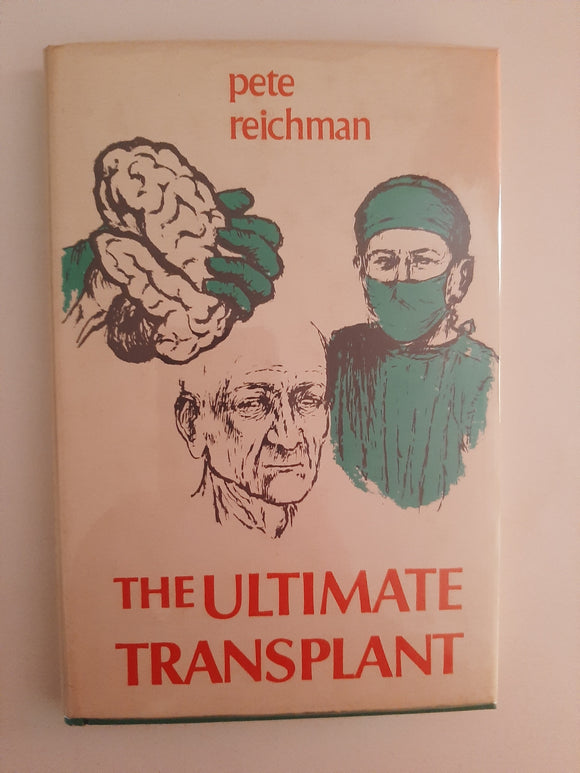 pete
reichman
THE ULTIMATE
TRANSPLANT